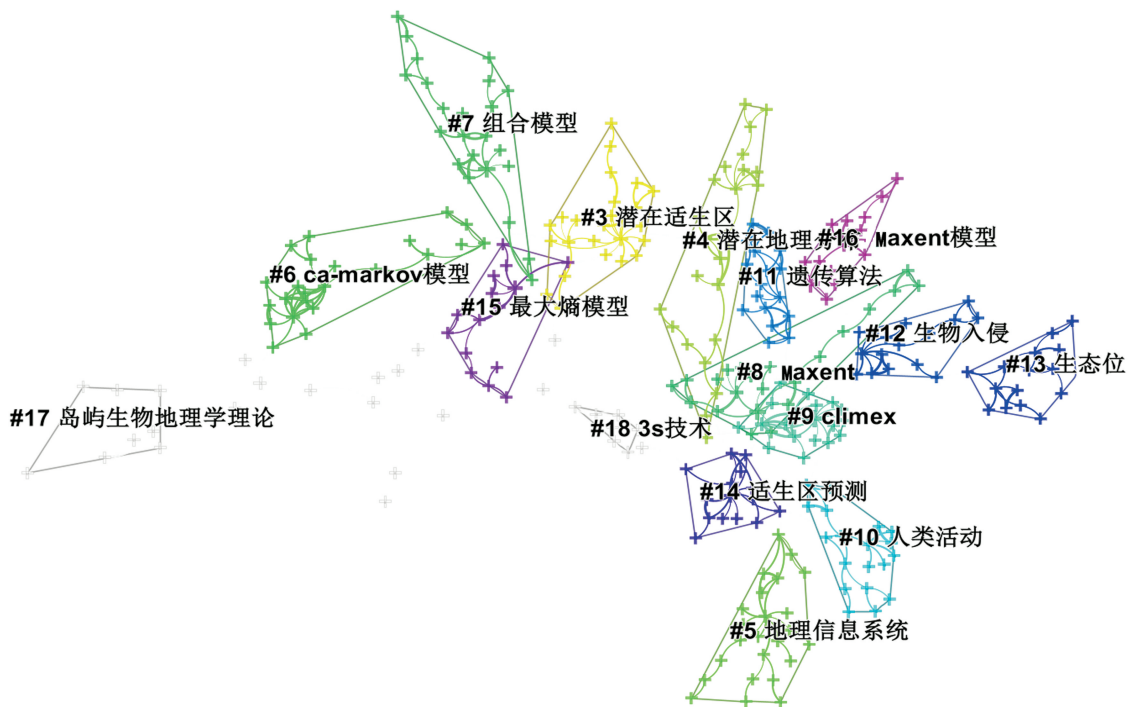 #7 组合模型
#3 潜在适生区
#4 潜在地理
#16 Maxent模型
#6 ca-markov模型
#11 遗传算法
#15 最大熵模型
#12 生物入侵
#8 Maxent
#13 生态位
#17 岛屿生物地理学理论
#9 climex
#18 3s技术
#14 适生区预测
#10 人类活动
#5 地理信息系统